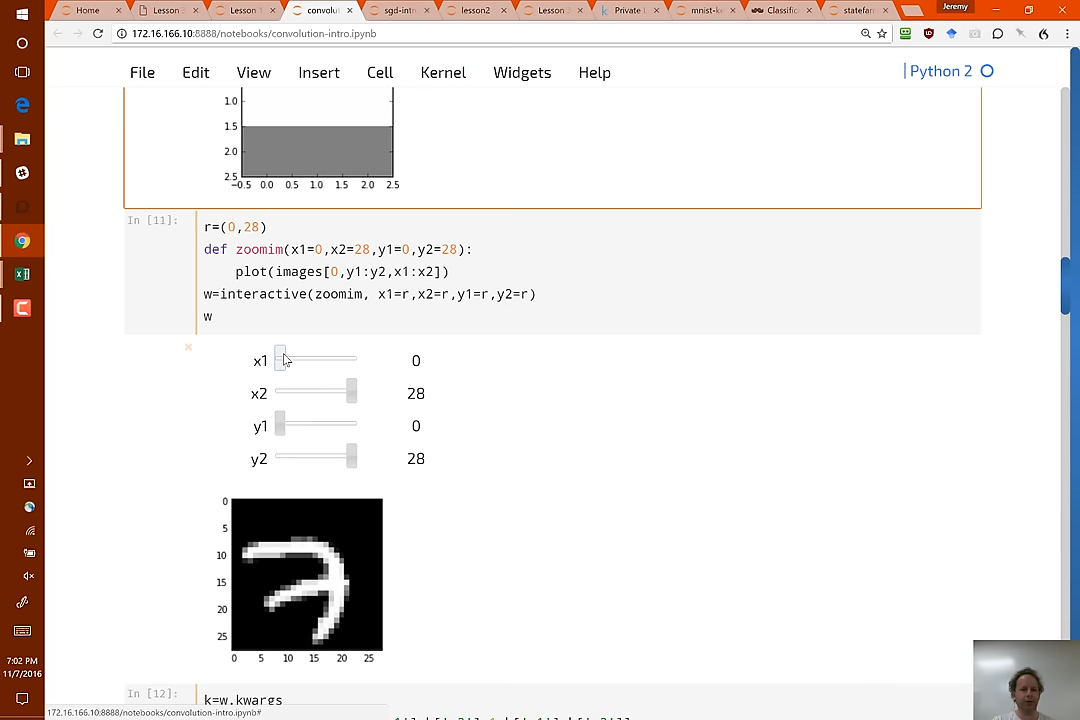 Home
Lesson 3
Lesson 1
convolu
sgd-intro
lesson2
Lesson 3
Private L
mnist-ke
Classific
statefar
Jeremy
172.16.166.10:8888/notebooks/convolution-intro.ipynb
File Edit View Insert Cell Kernel Widgets Help
Python 2
1.0
1.5
2.0
2.5
−0.5 0.0 0.5 1.0 1.5 2.0 2.5
In [11]:
r=(0,28)
def zoomim(x1=0,x2=28,y1=0,y2=28):
plot(images[0,y1:y2,x1:x2])
w=interactive(zoomim, x1=r,x2=r,y1=r,y2=r)
w
x1 0
x2 28
y1 0
y2 28
0
5
10
15
20
25
0 5 10 15 20 25
In [12]:
k=w.kwargs
172.16.166.10:8888/notebooks/convolution-intro.ipynb#
7:02 PM
11/7/2016